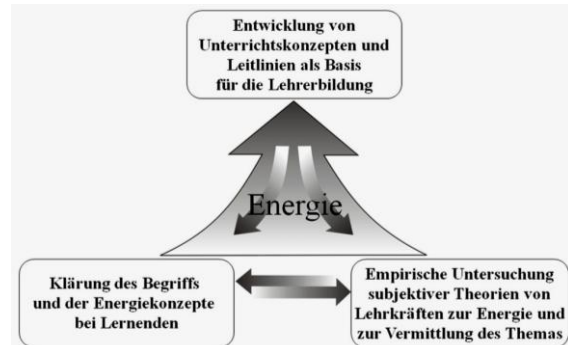 Entwicklung von
Unterrichtskonzepten und
Leitlinien als Basis
für die Lehrerbildung
Energie
Klärung des Begriffs
und der Energiekonzepte
bei Lernenden
Empirische Untersuchung
subjektiver Theorien von
Lehrkräften zur Energie und
zur Vermittlung des Themas